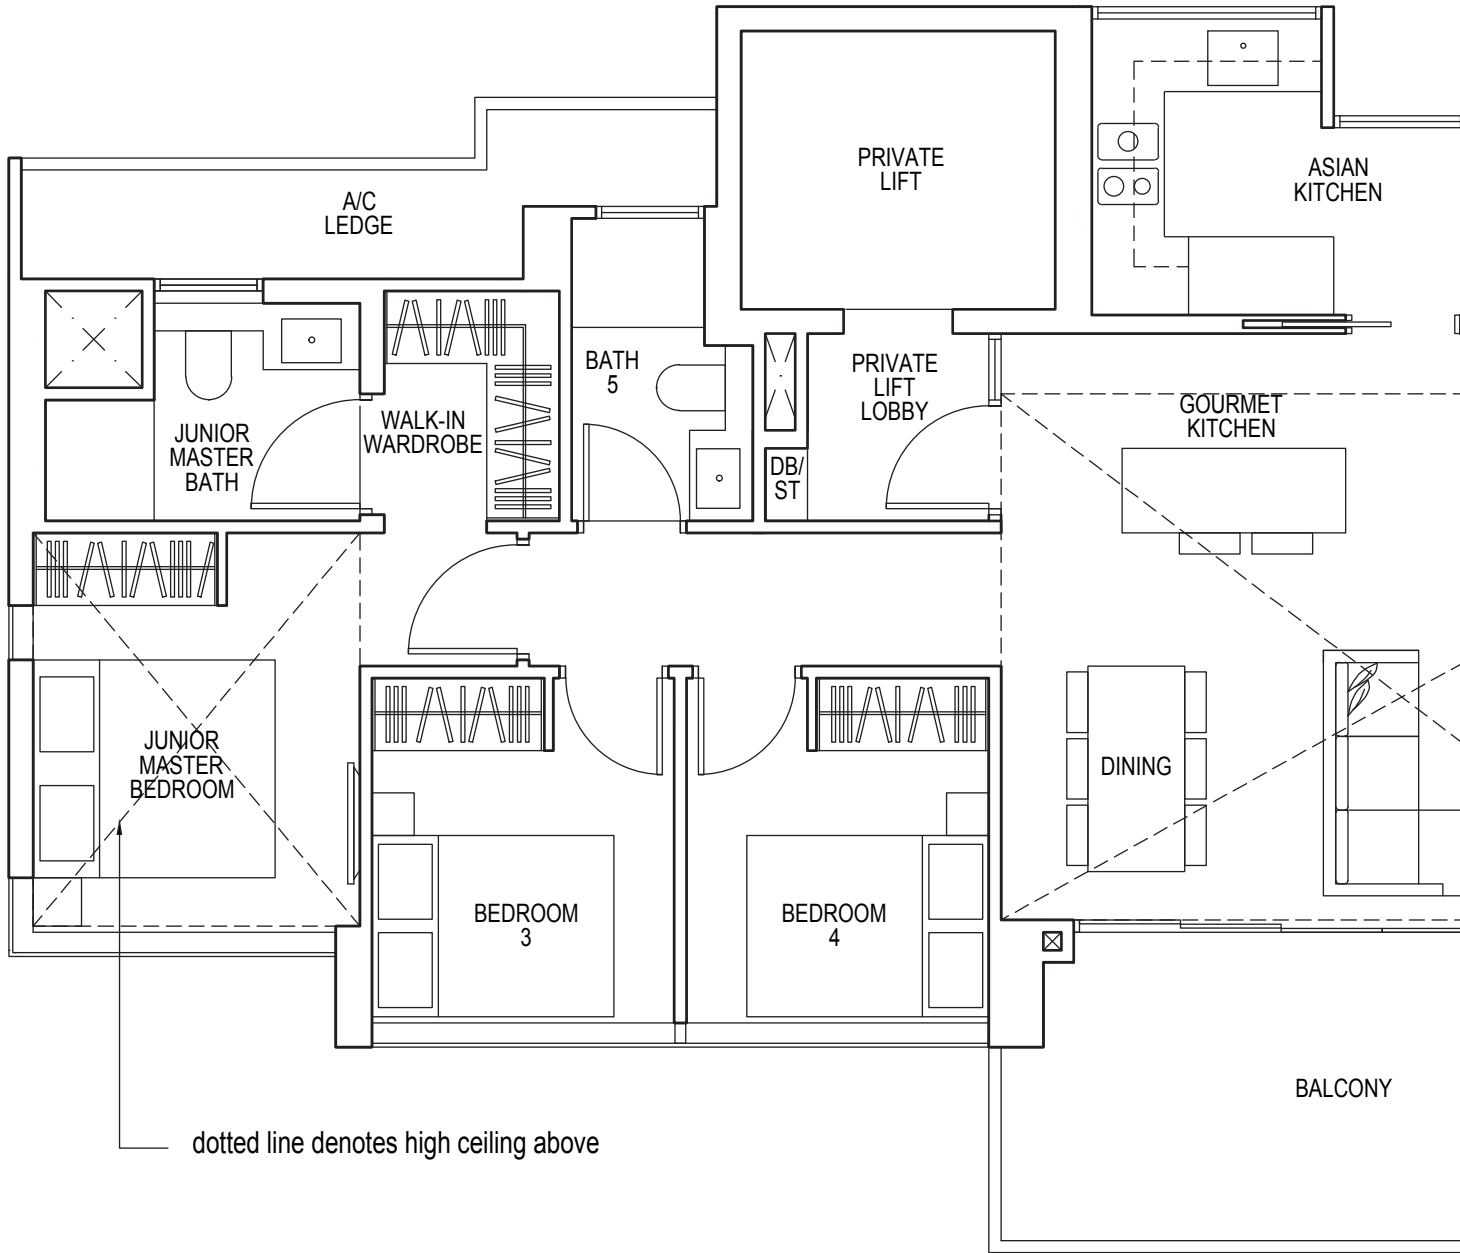 PRIVATE
LIFT
ASIAN
KITCHEN
A/C
LEDGE
BATH
5
PRIVATE
LIFT
LOBBY
GOURMET
KITCHEN
WALK-IN
WARDROBE
JUNIOR
MASTER
BATH
DB/
ST
JUNIOR
MASTER
BEDROOM
DINING
BEDROOM
3
BEDROOM
4
BALCONY
dotted line denotes high ceiling above